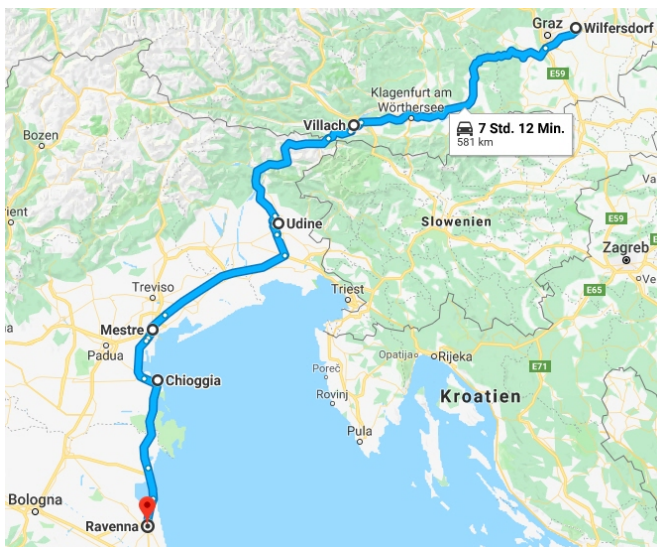 Graz
Wilfersdorf
E59
Klagenfurt am
Wörthersee
Villach
7 Std. 12 Min.
581 km
Bozen
Udine
Slowenien
E59
Zagreb
Treviso
Triest
E65
Mestre
Padua
Poreč
Opatija
Rijeka
E71
Chioggia
Rovinj
Kroatien
Pula
Bologna
Ravenna